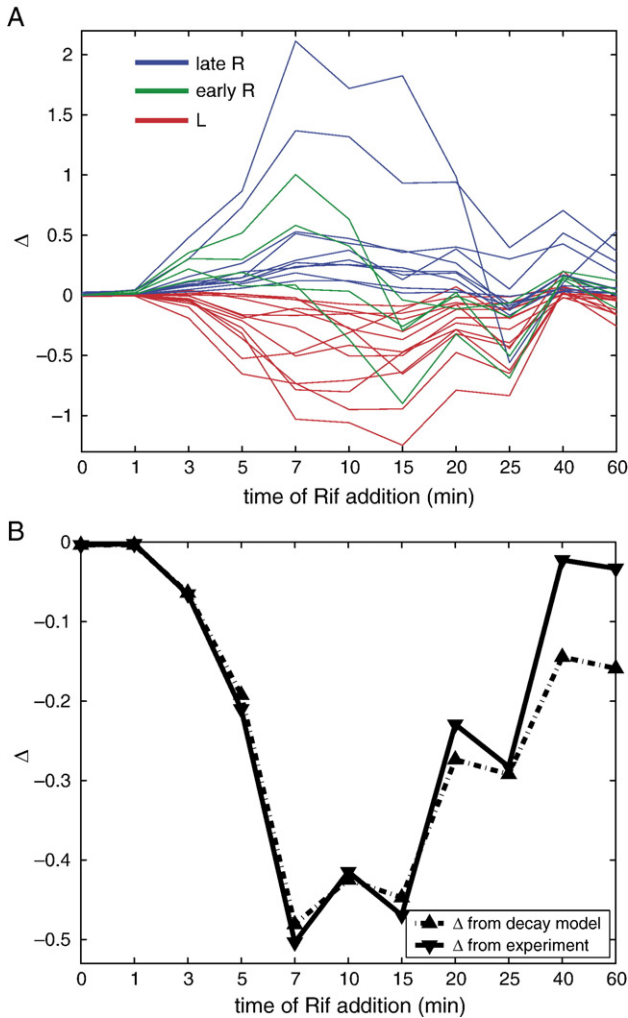 A
2
1.5
1
0.5
0
−0.5
−1
Δ
late R
early R
L
0 1 3 5 7 10 15 20 25 40 60
time of Rif addition (min)
B
0
−0.1
−0.2
−0.3
−0.4
−0.5
Δ
Δ from decay model
Δ from experiment
0 1 3 5 7 10 15 20 25 40 60
time of Rif addition (min)